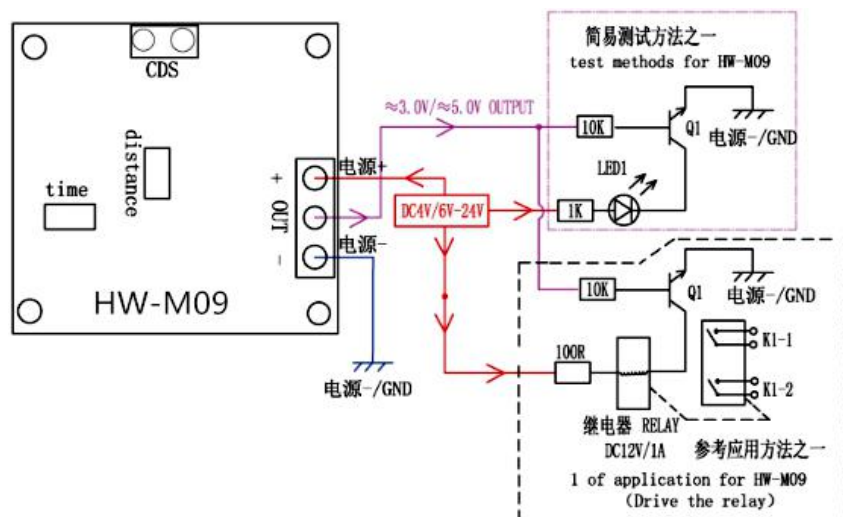 CDS
distance
time
+
OUT
-
HW-M09
电源+
电源-
电源-/GND
≈3.0V/≈5.0V OUTPUT
DC4V/6V-24V
简易测试方法之一
test methods for HW-M09
10K
Q1
电源-/GND
LED1
1K
10K
Q1
电源-/GND
100R
K1-1
K1-2
继电器 RELAY
DC12V/1A
参考应用方法之一
1 of application for HW-M09
(Drive the relay)